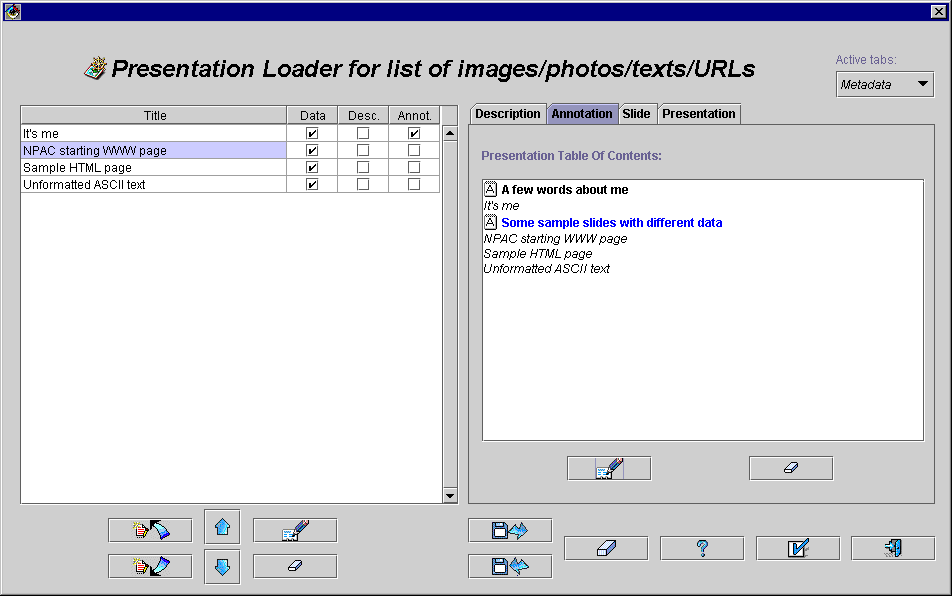 Presentation Loader for list of images/photos/texts/URLs
Active tabs:
Metadata
Title Data Desc. Annot.
It's me
NPAC starting WWW page
Sample HTML page
Unformatted ASCII text
Description Annotation Slide Presentation
Presentation Table Of Contents:
A A few words about me
It's me
A Some sample slides with different data
NPAC starting WWW page
Sample HTML page
Unformatted ASCII text
?